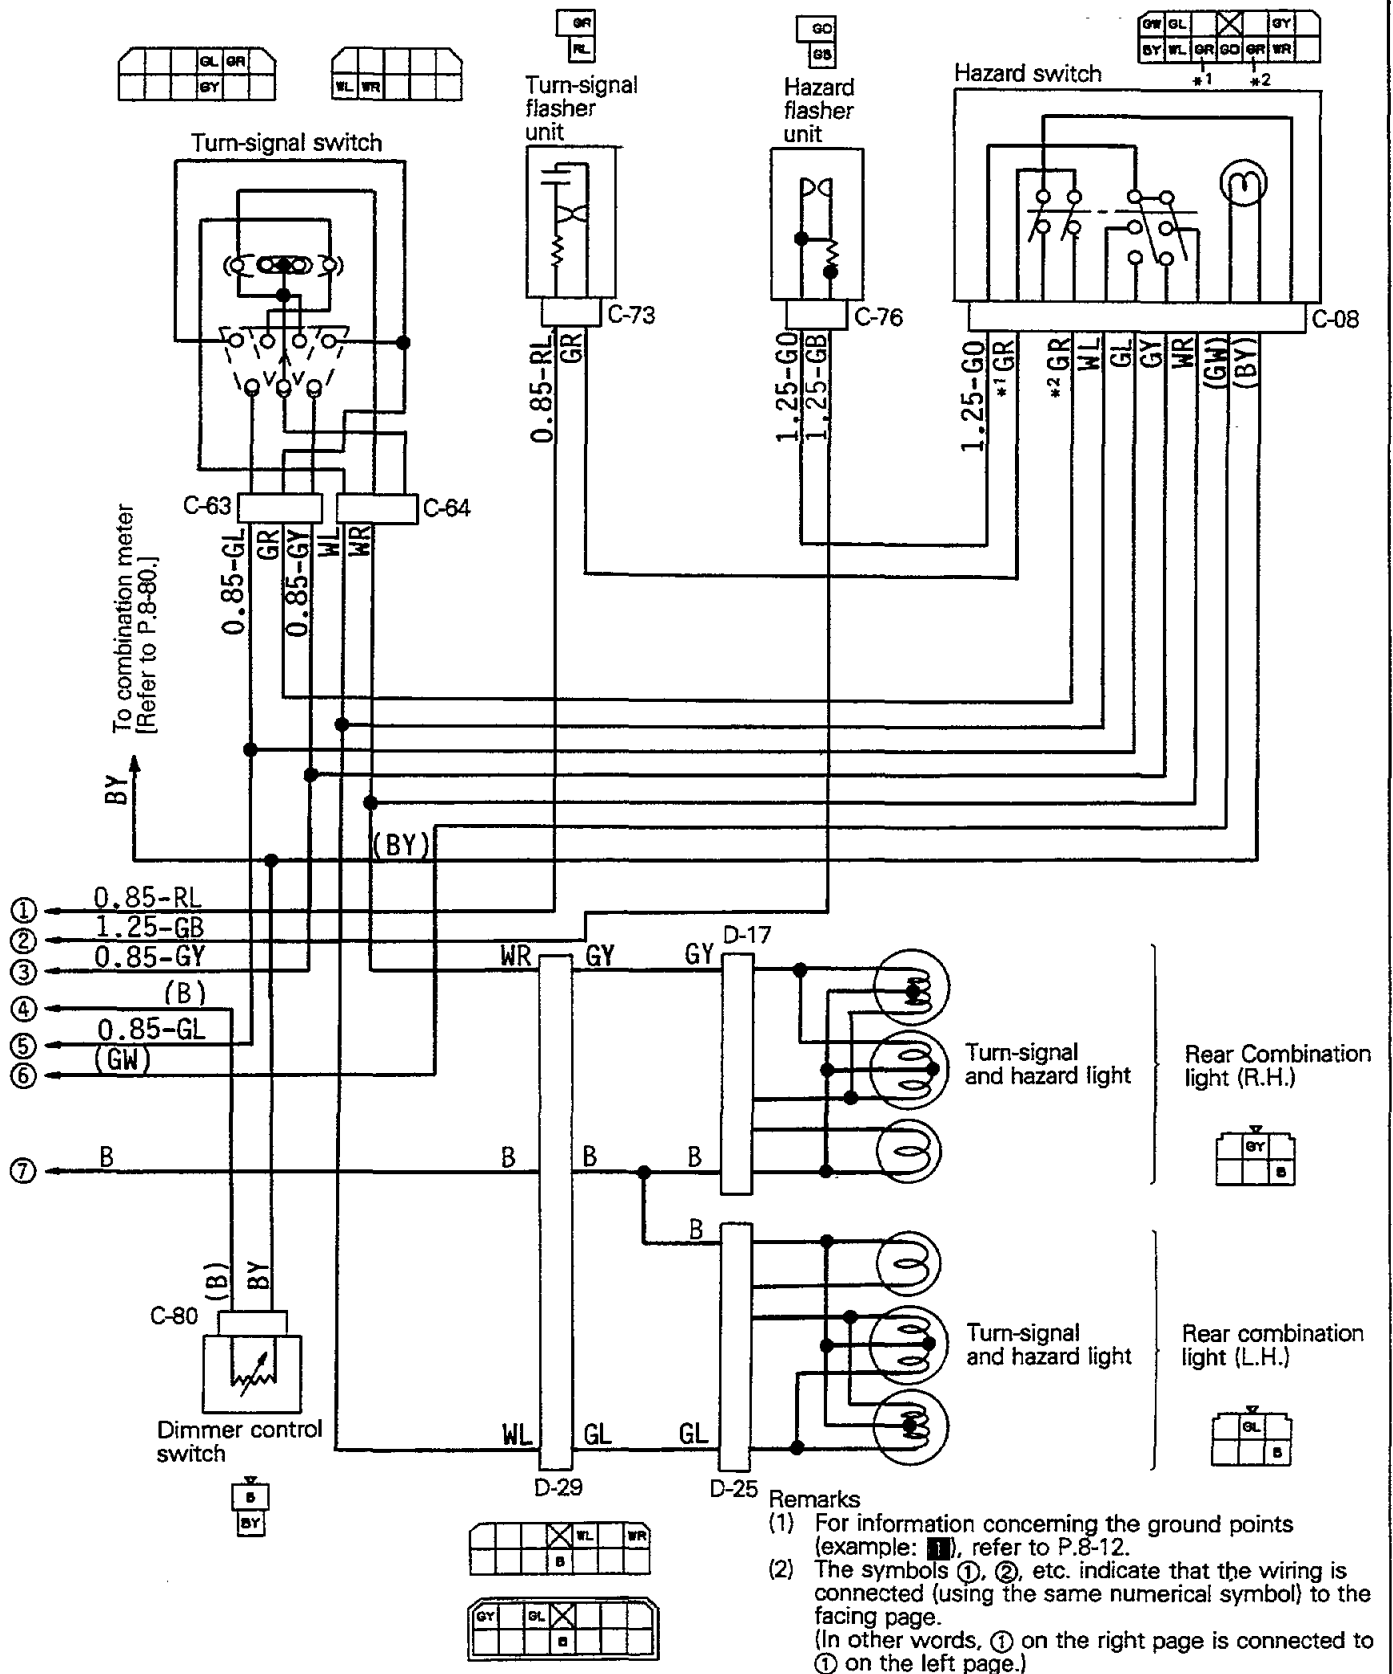 GR
RL
GO
GB
GW GL GY
BY WL GR GO GR WR
*1 *2
GL GR
GY
WL WR
Turn-signal
flasher
unit
Hazard
flasher
unit
Hazard switch
Turn-signal switch
C-73
C-76
C-08
0.85-RL
GR
1.25-GO
1.25-GB
1.25-GO
*1 GR
*2 GR
WL
GL
GY
WR
(GW)
(BY)
C-63
C-64
0.85-GL
GR
0.85-GY
WL
WR
To combination meter
[Refer to P.8-80.]
BY
(BY)
① 0.85-RL
② 1.25-GB
③ 0.85-GY
④ (B)
⑤ 0.85-GL
⑥ (GW)
⑦ B
D-17
WR GY GY
B B B
B
Turn-signal
and hazard light
Rear Combination
light (R.H.)
GY
B
(B)
BY
C-80
Turn-signal
and hazard light
Rear combination
light (L.H.)
GL
B
Dimmer control
switch
B
BY
WL GL GL
D-29
D-25
WL WR
B
GY GL
B
Remarks
(1) For information concerning the ground points
(example: 1), refer to P.8-12.
(2) The symbols ①, ②, etc. indicate that the wiring is
connected (using the same numerical symbol) to the
facing page.
(In other words, ① on the right page is connected to
① on the left page.)